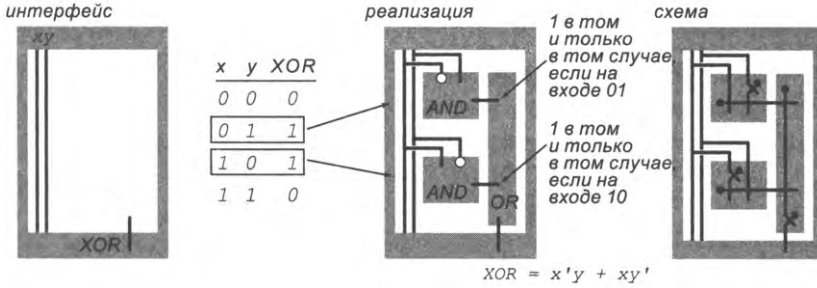 интерфейс
xy
XOR
x y XOR
0 0 0
0 1 1
1 0 1
1 1 0
реализация
AND
AND
OR
1 в том
и только
в том случае,
если на
входе 01
1 в том
и только
в том случае,
если на
входе 10
схема
XOR = x'y + xy'